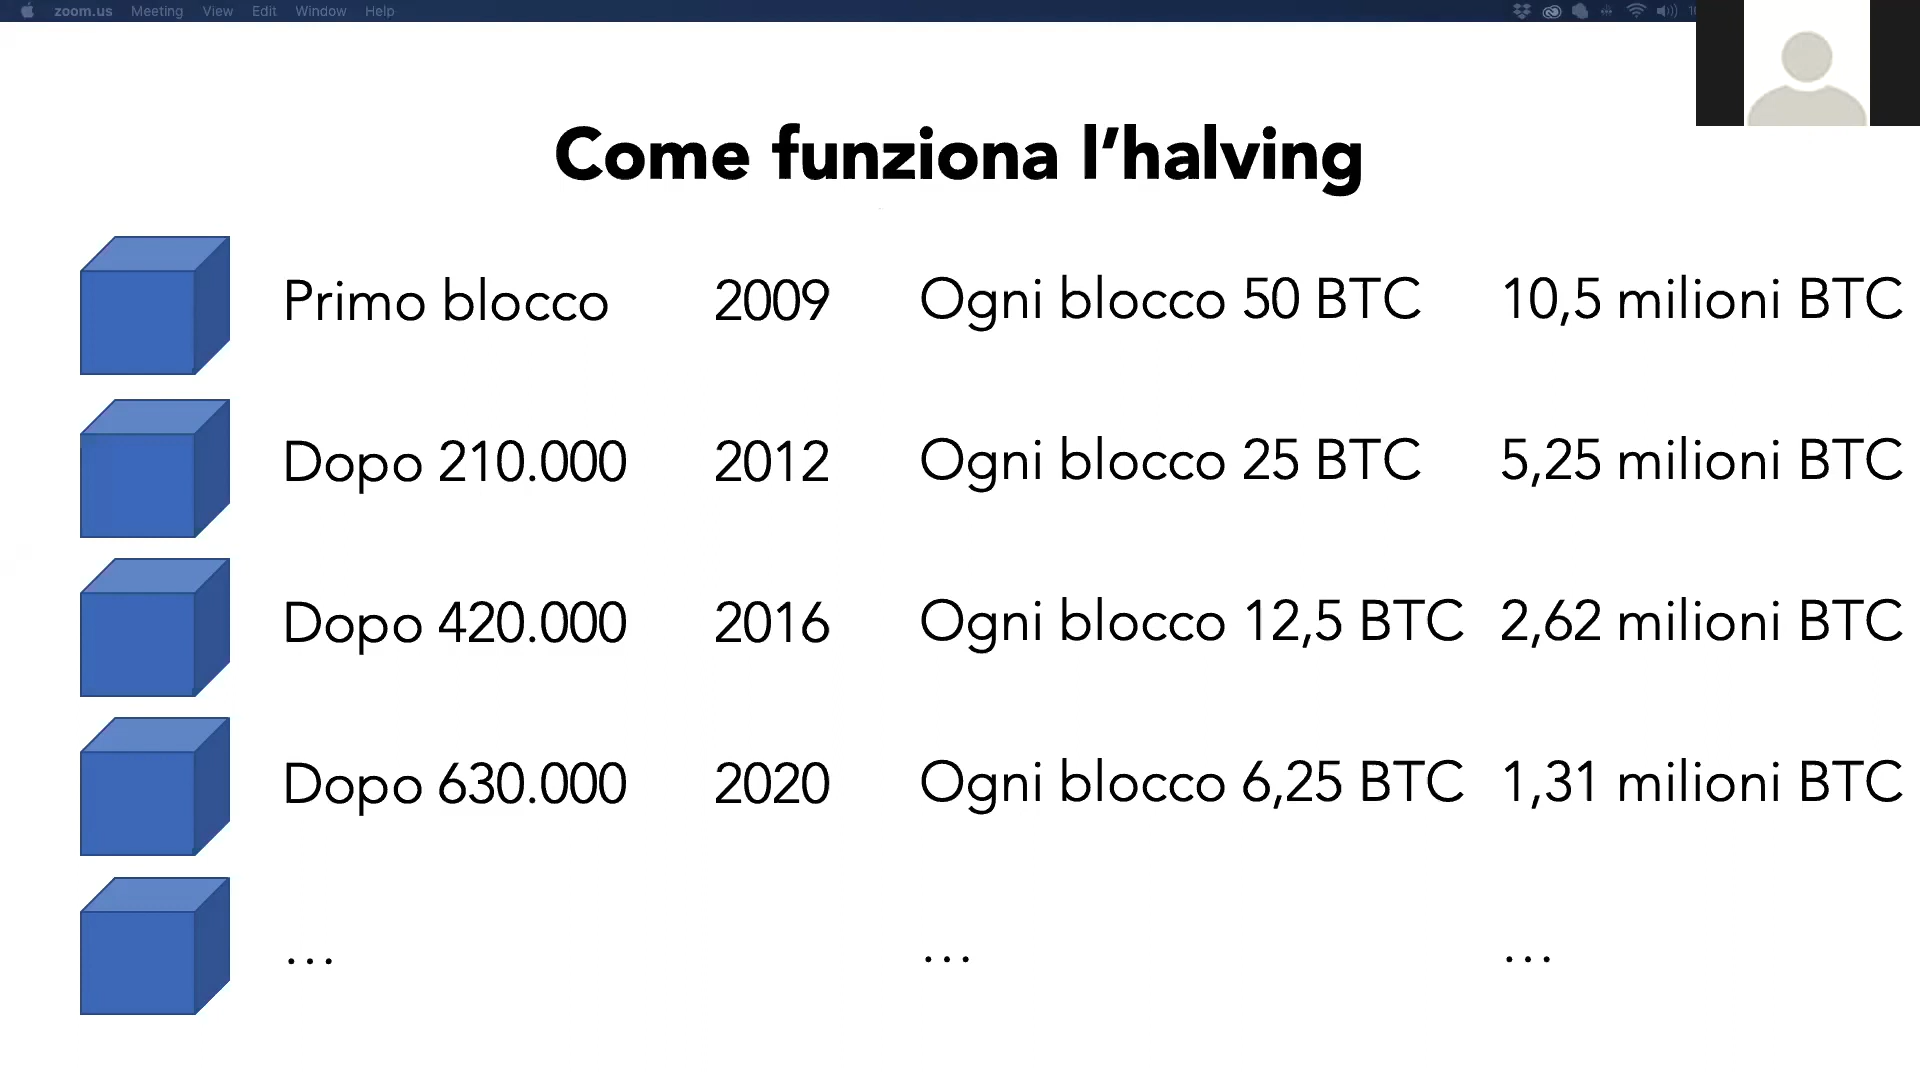 zoom.us Meeting View Edit Window Help
Come funziona l’halving
Primo blocco 2009 Ogni blocco 50 BTC 10,5 milioni BTC
Dopo 210.000 2012 Ogni blocco 25 BTC 5,25 milioni BTC
Dopo 420.000 2016 Ogni blocco 12,5 BTC 2,62 milioni BTC
Dopo 630.000 2020 Ogni blocco 6,25 BTC 1,31 milioni BTC
... ... ...